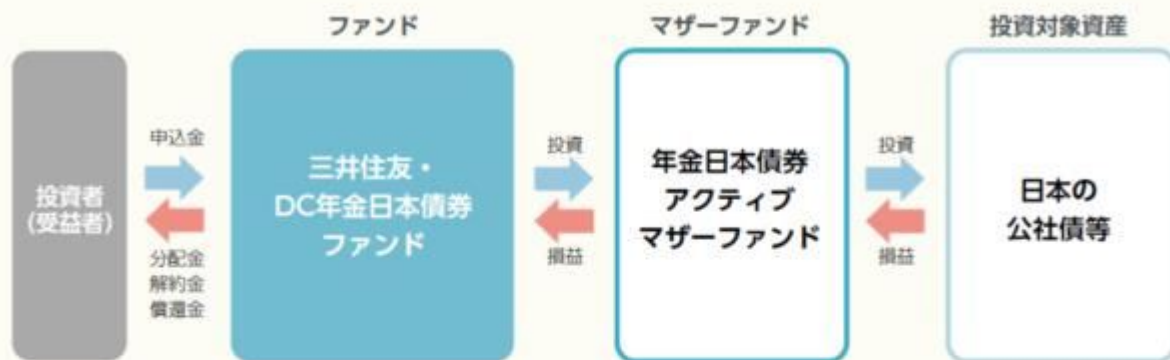 ファンド
マザーファンド
投資対象資産
投資者
(受益者)
申込金
分配金
解約金
償還金
三井住友・
DC年金日本債券
ファンド
投資
損益
年金日本債券
アクティブ
マザーファンド
投資
損益
日本の
公社債等